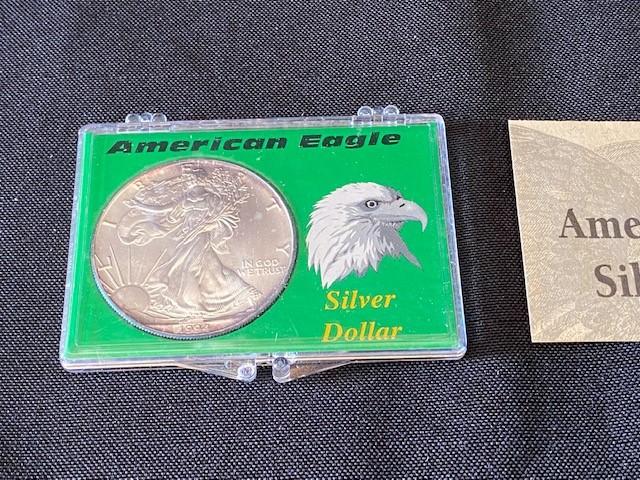 American Eagle
LIBERTY
IN GOD
WE TRUST
Silver
Dollar
Ame
Sil